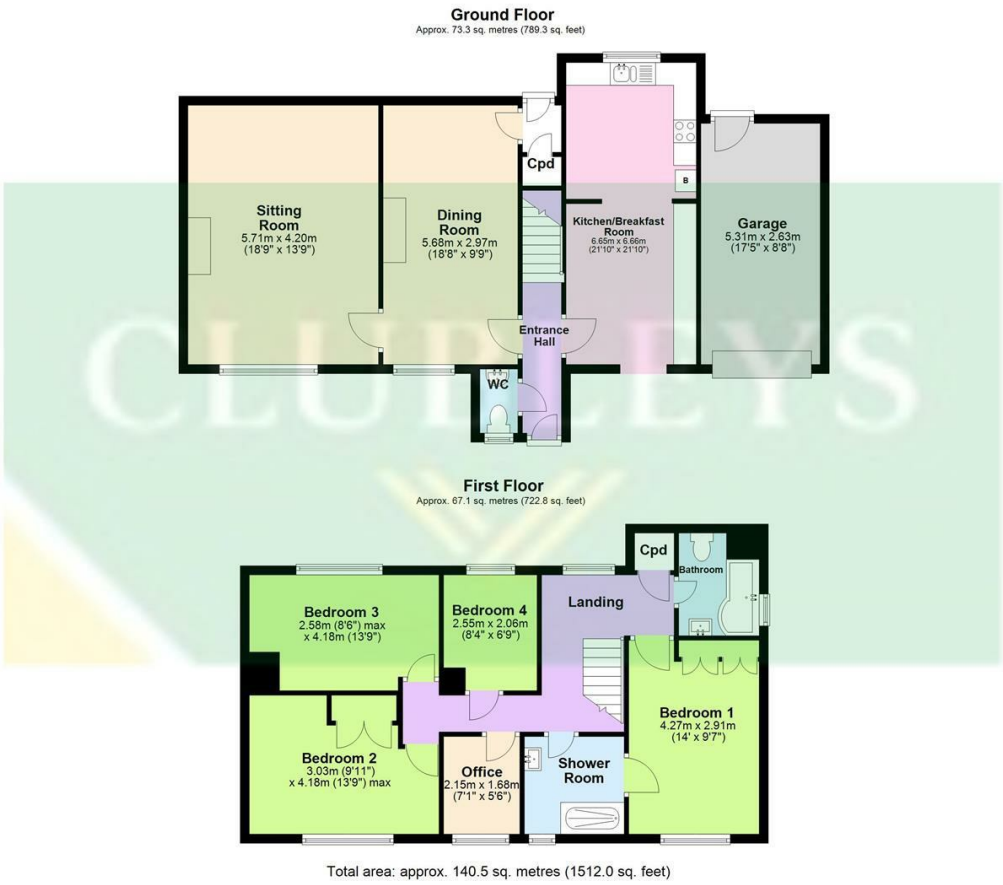 Ground Floor
Approx. 73.3 sq. metres (789.3 sq. feet)
Cpd
B
Sitting
Room
5.71m x 4.20m
(18'9" x 13'9")
Dining
Room
5.68m x 2.97m
(18'8" x 9'9")
Kitchen/Breakfast
Room
6.65m x 6.66m
(21'10" x 21'10")
Garage
5.31m x 2.63m
(17'5" x 8'8")
Entrance
Hall
WC
CLUBLEYS
First Floor
Approx. 67.1 sq. metres (722.8 sq. feet)
Cpd
Bathroom
Bedroom 3
2.58m (8'6") max
x 4.18m (13'9")
Bedroom 4
2.55m x 2.06m
(8'4" x 6'9")
Landing
Bedroom 1
4.27m x 2.91m
(14' x 9'7")
Bedroom 2
3.03m (9'11")
x 4.18m (13'9") max
Office
2.15m x 1.68m
(7'1" x 5'6")
Shower
Room
Total area: approx. 140.5 sq. metres (1512.0 sq. feet)